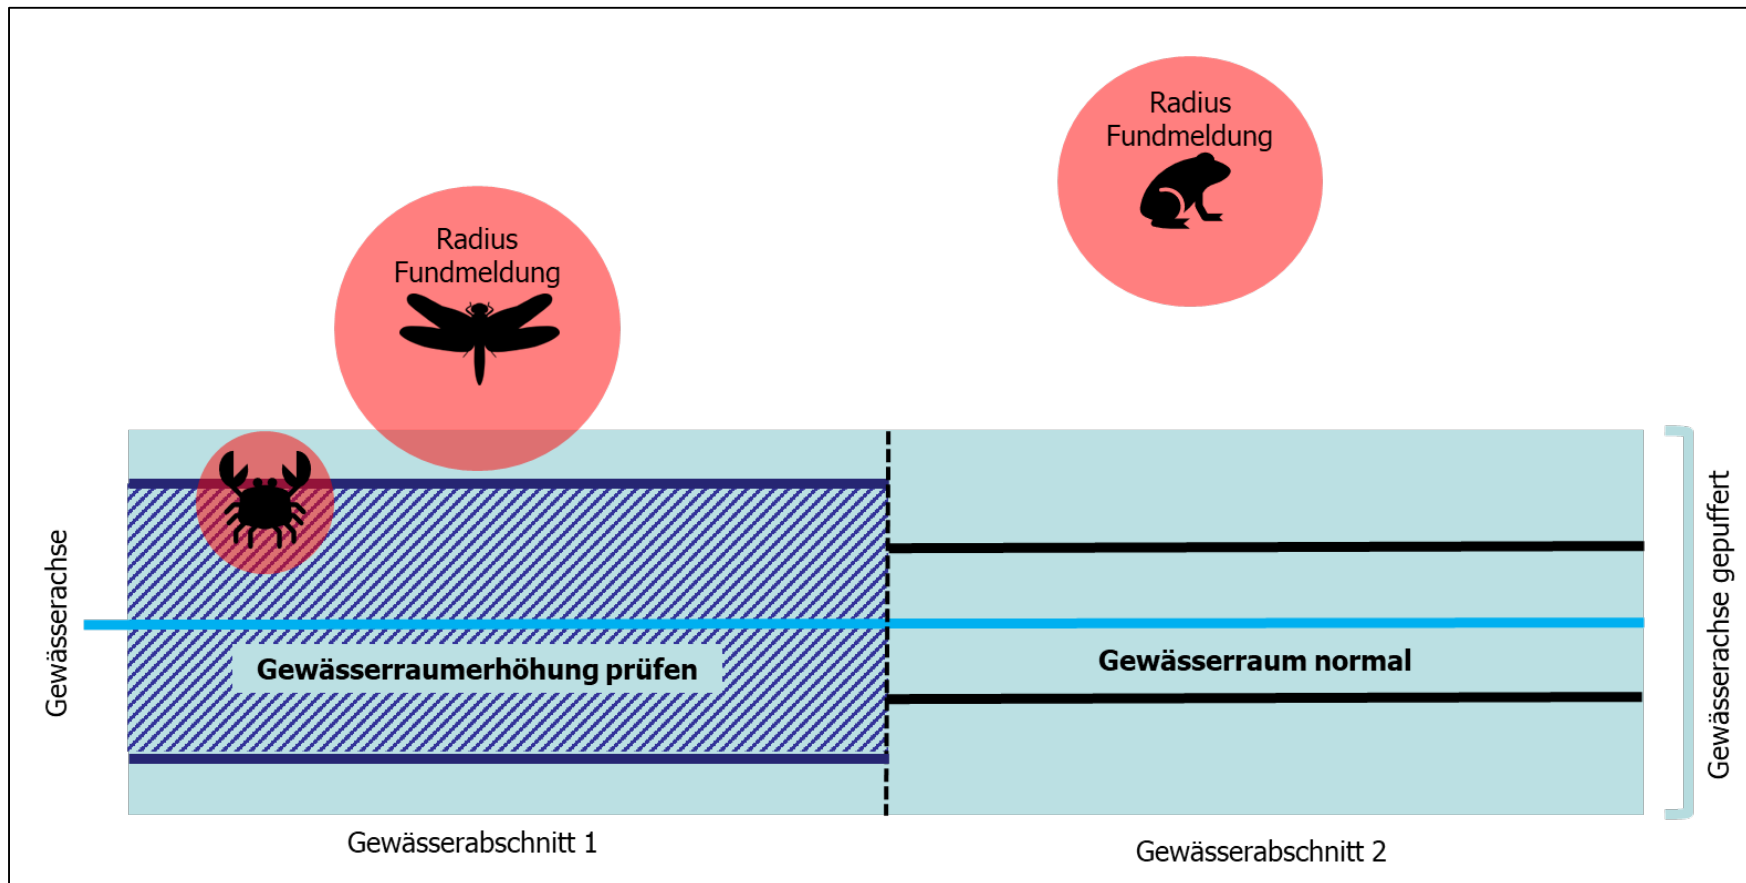 Radius
Fundmeldung
Radius
Fundmeldung
Gewässerachse
Gewässerraumerhöhung prüfen
Gewässerraum normal
Gewässerachse gepuffert
Gewässerabschnitt 1
Gewässerabschnitt 2